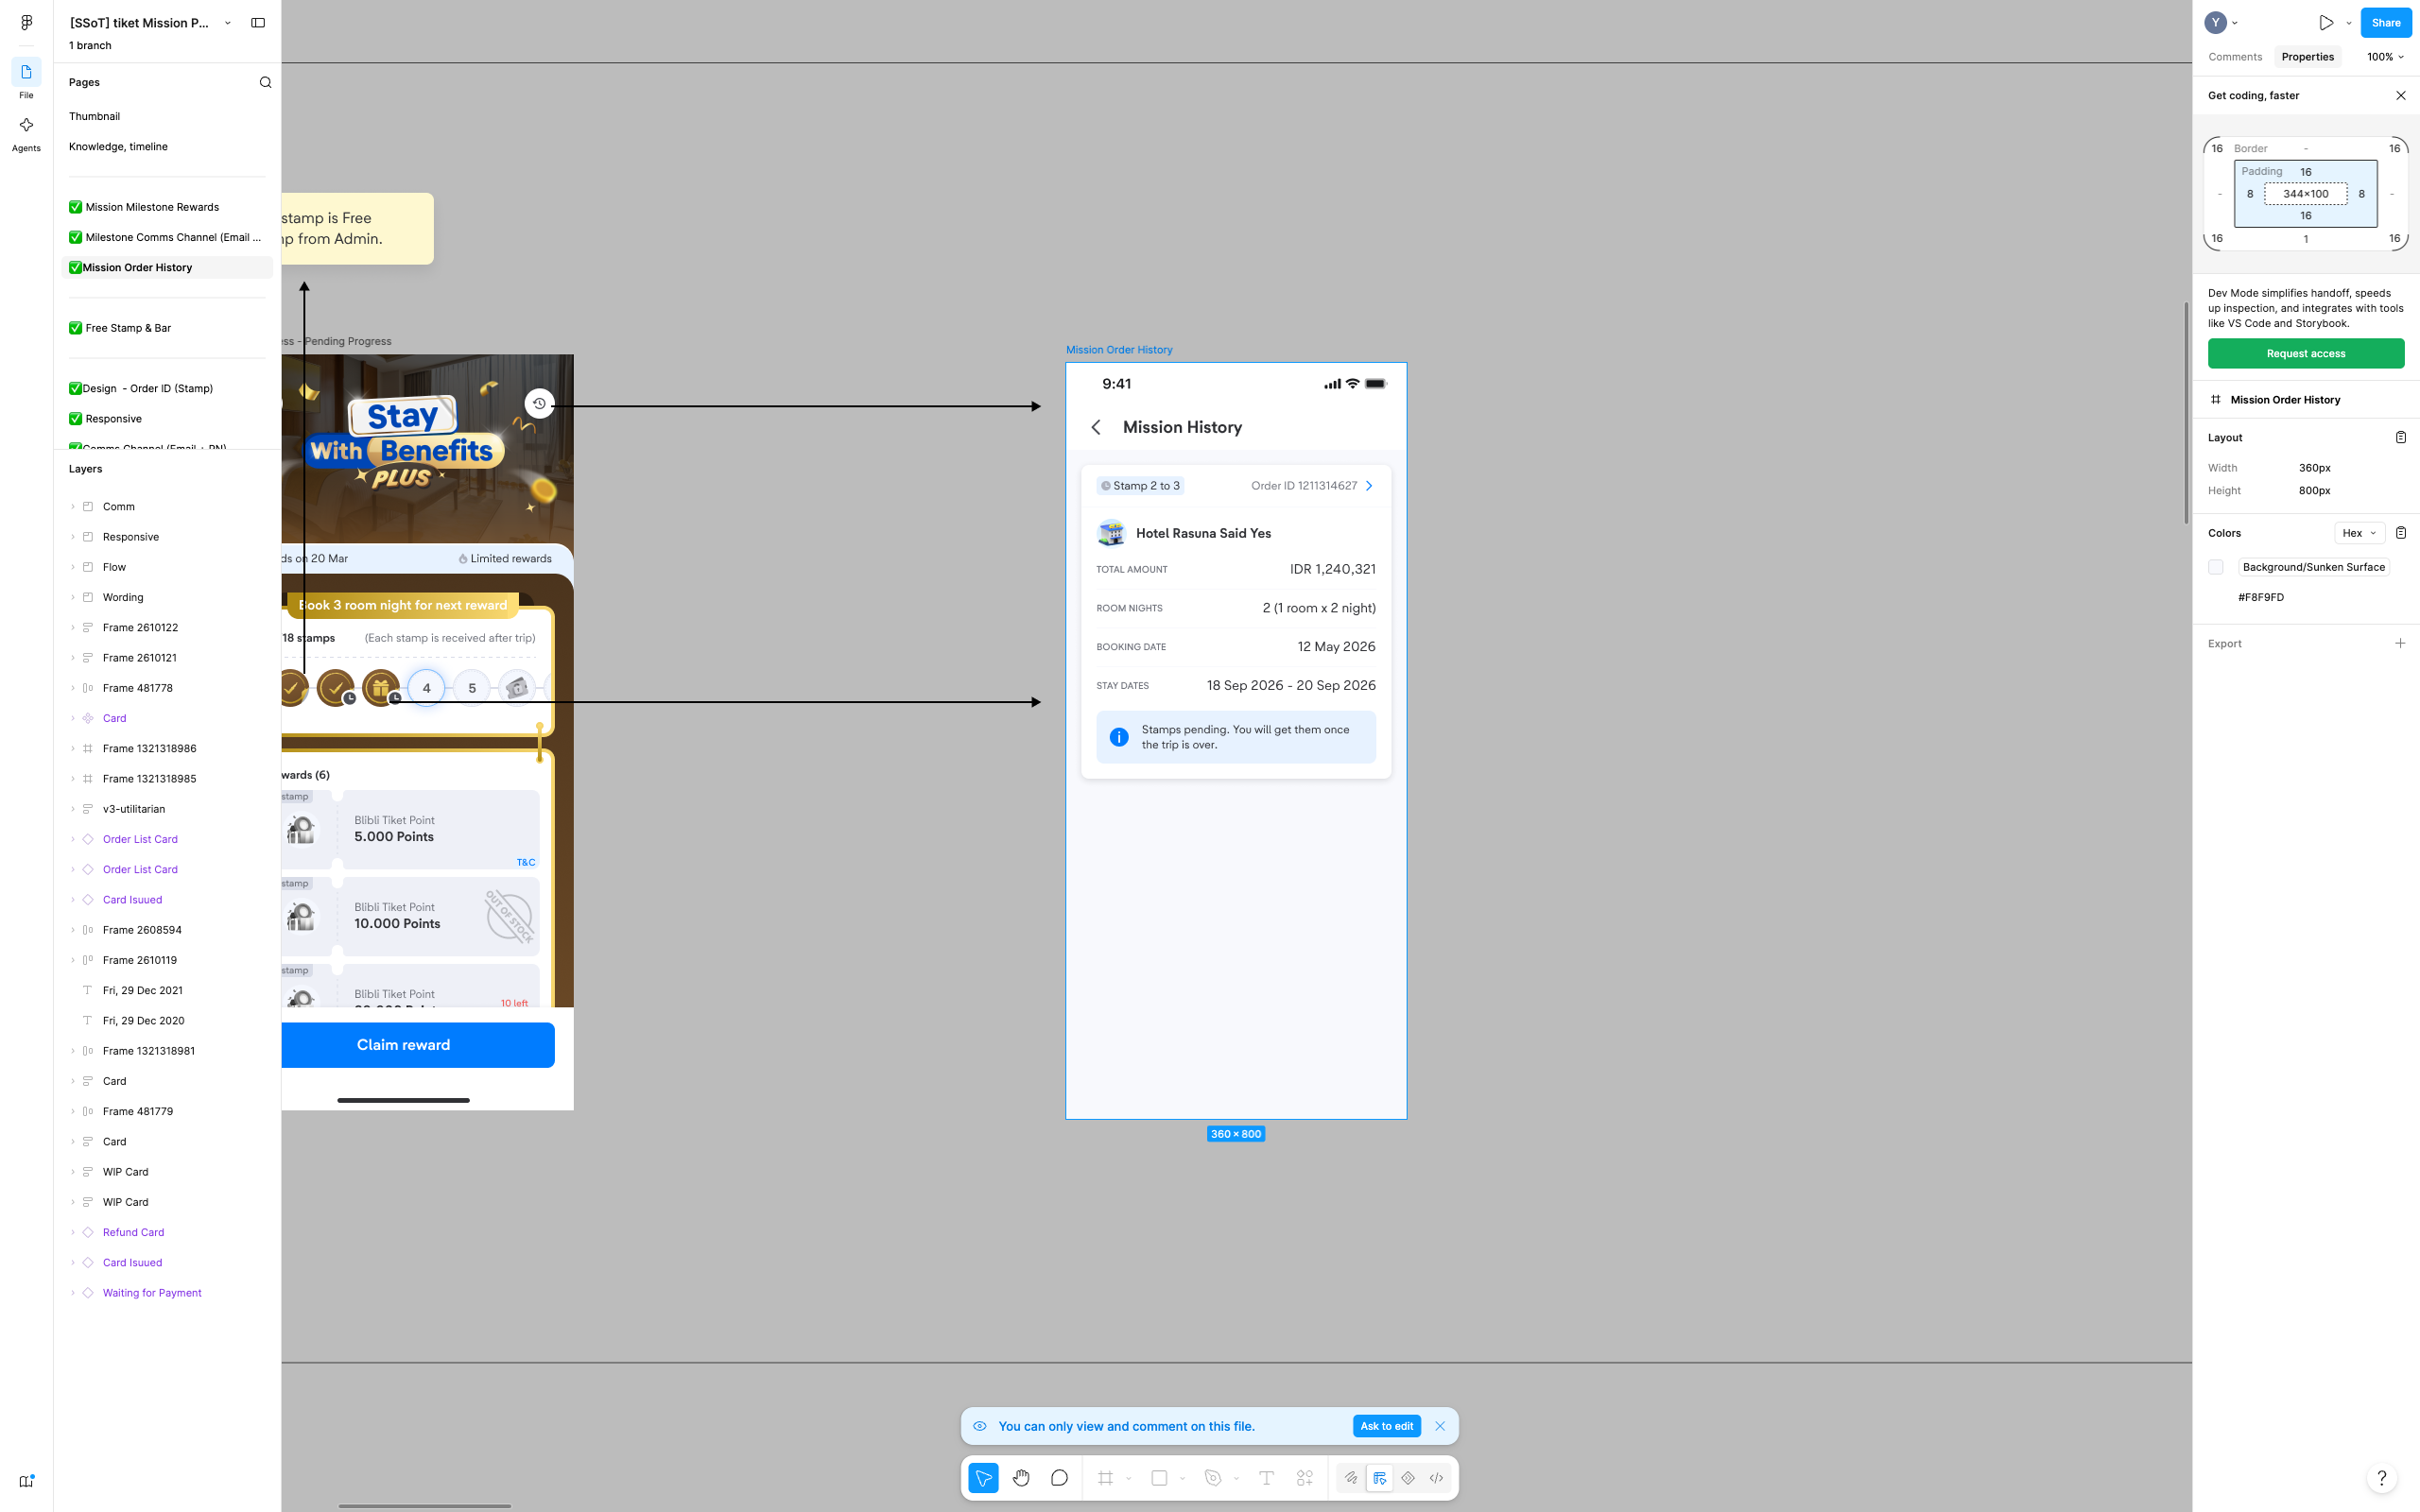 [SSoT] tiket Mission P...
1 branch
File
Agents
Pages
Thumbnail
Knowledge, timeline
✅ Mission Milestone Rewards
✅ Milestone Comms Channel (Email ...
✅Mission Order History
✅ Free Stamp & Bar
✅Design - Order ID (Stamp)
✅ Responsive
✅Comms Channel (Email + PN)
Layers
Comm
Responsive
Flow
Wording
Frame 2610122
Frame 2610121
Frame 481778
Card
Frame 1321318986
Frame 1321318985
v3-utilitarian
Order List Card
Order List Card
Card Isuued
Frame 2608594
Frame 2610119
Fri, 29 Dec 2021
Fri, 29 Dec 2020
Frame 1321318981
Card
Frame 481779
Card
WIP Card
WIP Card
Refund Card
Card Isuued
Waiting for Payment
stamp is Free
from Admin.
- Pending Progress
Stay
With Benefits
PLUS
on 20 Mar
Limited rewards
Book 3 room night for next reward
18 stamps
(Each stamp is received after trip)
4
5
(6)
stamp
Blibli Tiket Point
5.000 Points
T&C
stamp
Blibli Tiket Point
10.000 Points
OUT OF STOCK
stamp
Blibli Tiket Point
10 left
Claim reward
Mission Order History
9:41
Mission History
Stamp 2 to 3
Order ID 1211314627
Hotel Rasuna Said Yes
TOTAL AMOUNT
IDR 1,240,321
ROOM NIGHTS
2 (1 room x 2 night)
BOOKING DATE
12 May 2026
STAY DATES
18 Sep 2026 - 20 Sep 2026
Stamps pending. You will get them once
the trip is over.
360 × 800
You can only view and comment on this file.
Ask to edit
Y
Share
Comments
Properties
100%
Get coding, faster
16
Border
-
16
Padding
16
-
8
344×100
8
-
16
16
1
16
Dev Mode simplifies handoff, speeds
up inspection, and integrates with tools
like VS Code and Storybook.
Request access
Mission Order History
Layout
Width
360px
Height
800px
Colors
Hex
Background/Sunken Surface
#F8F9FD
Export
?